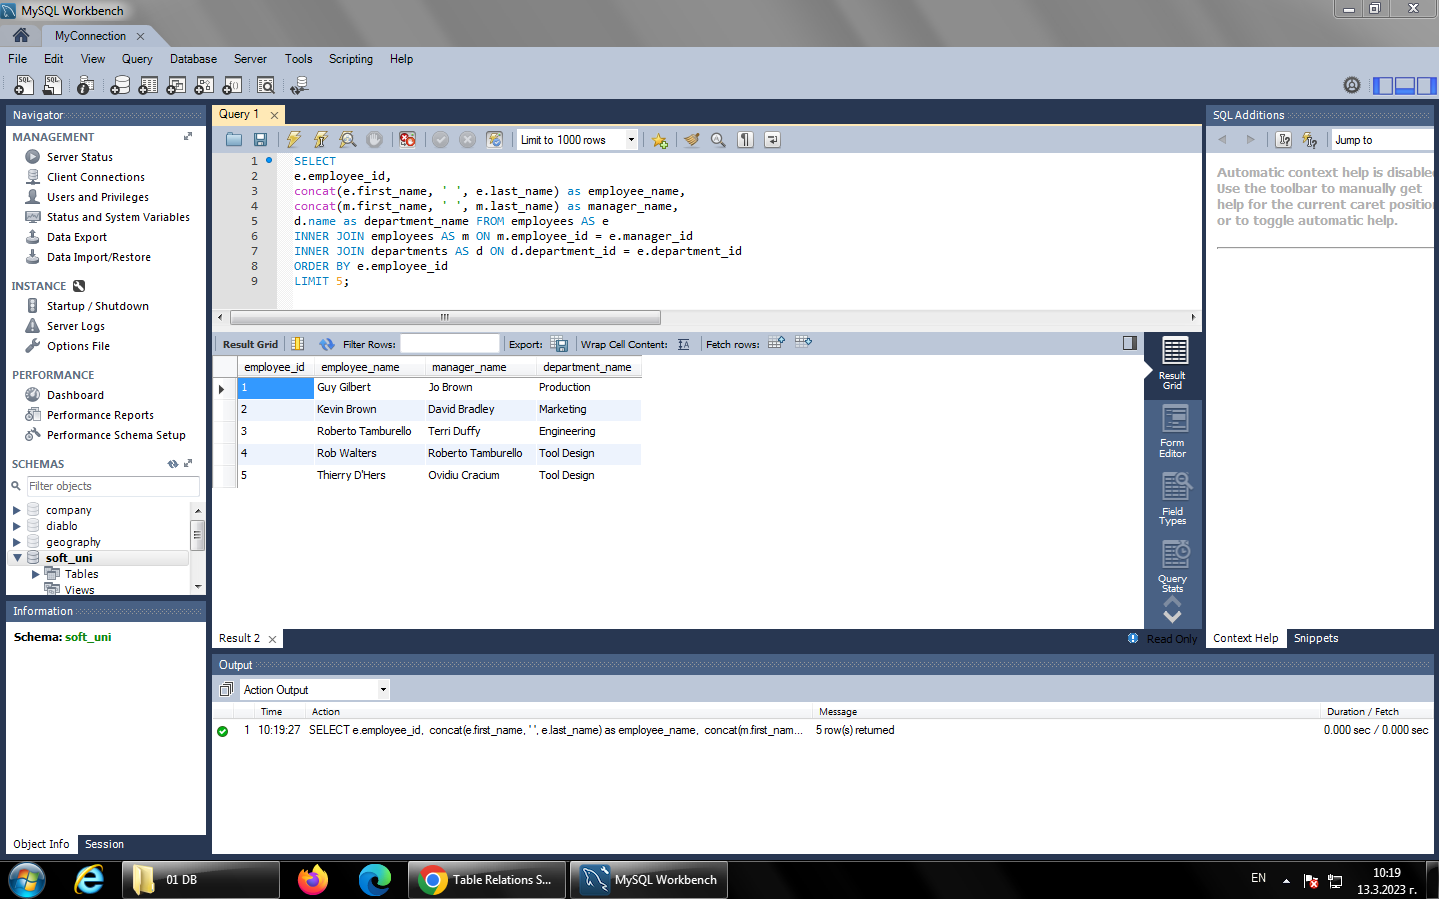 MySQL Workbench
MyConnection
File Edit View Query Database Server Tools Scripting Help
Navigator
MANAGEMENT
Server Status
Client Connections
Users and Privileges
Status and System Variables
Data Export
Data Import/Restore
INSTANCE
Startup / Shutdown
Server Logs
Options File
PERFORMANCE
Dashboard
Performance Reports
Performance Schema Setup
SCHEMAS
Filter objects
company
diablo
geography
soft_uni
Tables
Views
Information
Schema: soft_uni
Object Info Session
Query 1
Limit to 1000 rows
1 SELECT
2 e.employee_id,
3 concat(e.first_name, ' ', e.last_name) as employee_name,
4 concat(m.first_name, ' ', m.last_name) as manager_name,
5 d.name as department_name FROM employees AS e
6 INNER JOIN employees AS m ON m.employee_id = e.manager_id
7 INNER JOIN departments AS d ON d.department_id = e.department_id
8 ORDER BY e.employee_id
9 LIMIT 5;
Result Grid Filter Rows: Export: Wrap Cell Content: Fetch rows:
employee_id employee_name manager_name department_name
1 Guy Gilbert Jo Brown Production
2 Kevin Brown David Bradley Marketing
3 Roberto Tamburello Terri Duffy Engineering
4 Rob Walters Roberto Tamburello Tool Design
5 Thierry D'Hers Ovidiu Cracium Tool Design
Result
Grid
Form
Editor
Field
Types
Query
Stats
Result 2
Read Only
SQL Additions
Jump to
Automatic context help is disable
Use the toolbar to manually get
help for the current caret position
or to toggle automatic help.
Context Help Snippets
Output
Action Output
Time Action Message Duration / Fetch
1 10:19:27 SELECT e.employee_id, concat(e.first_name, ' ', e.last_name) as employee_name, concat(m.first_nam... 5 row(s) returned 0.000 sec / 0.000 sec
01 DB
Table Relations S...
MySQL Workbench
EN
10:19
13.3.2023 г.